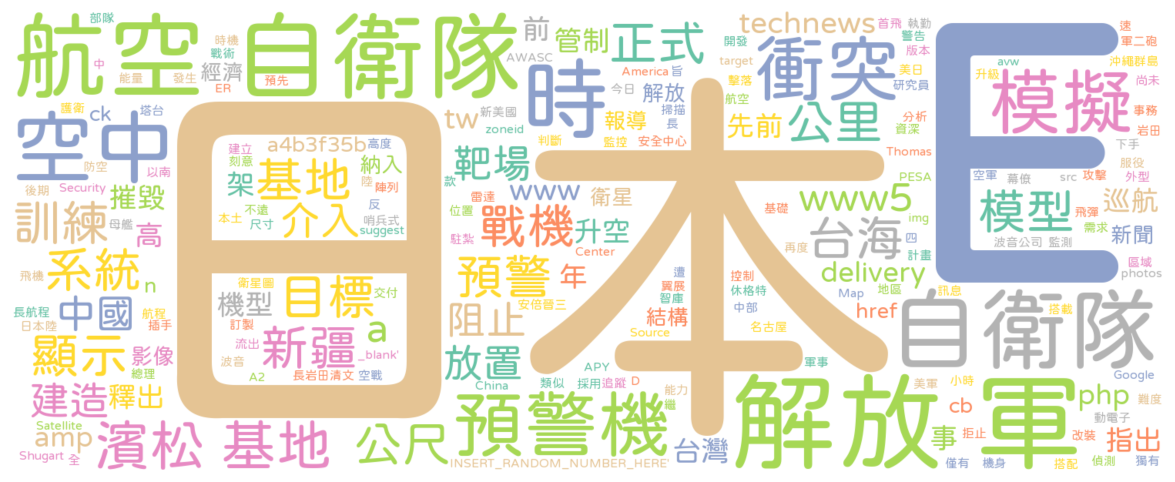 航空自衛隊
部隊
中
時機
戰術
能量
發生
經濟
ER
預先
前
AWASC
管制
正式
technews
首飛
執勤
警告
版本
開發
target
衝突
美日
研究員
速
軍二砲
avw
沖繩群島
升級
尚未
模擬
事務
岩田
空中
護衛
ck
塔台
防空
以南
後期
Security
摧毀
母艦
訓練
高
系統
飛機
n
長航程
中國
航程
日本陸
插手
顯示
影像
總理
建造
釋出
Satellite
amp
Shugart
全
濱松基地
日本
a4b3f35b
高度
建立
刻意
架
基地
納入
陸
陣列
本土
不遠
介入
反
哨兵式
尺寸
suggest
衛星圖
機型
目標
交付
訂製
a
流出
新疆
_blank'
波音
A2
長岩田清文
空戰
時
America
旨
今日
解放
掃描
長
新美國
zoneid
tw
報導
擊落
航空
先前
公里
判斷
監控
安全中心
靶場
款
www
衛星
雷達
位置
戰機
升空
駐紮
Center
預警
年
遭
翼展
智庫
安倍晉三
阻止
結構
Source
放置
APY
China
類似
採用
追蹤
D
能力
繼
預警機
公尺
INSERT_RANDOM_NUMBER_HERE'
台灣
分析
資深
Thomas
下手
服役
PESA
空軍
幕僚
src
攻擊
外型
www5
基礎
img
模型
飛彈
巡航
需求
台海
四
計畫
波音公司
監測
新聞
再度
區域
photos
控制
休格特
Map
delivery
地區
中部
href
訊息
搭載
名古屋
自衛隊
軍事
Google
美軍
小時
解放軍
cb
php
難度
動電子
事
拒止
改裝
指出
僅有
機身
搭配
偵測
獨有
E